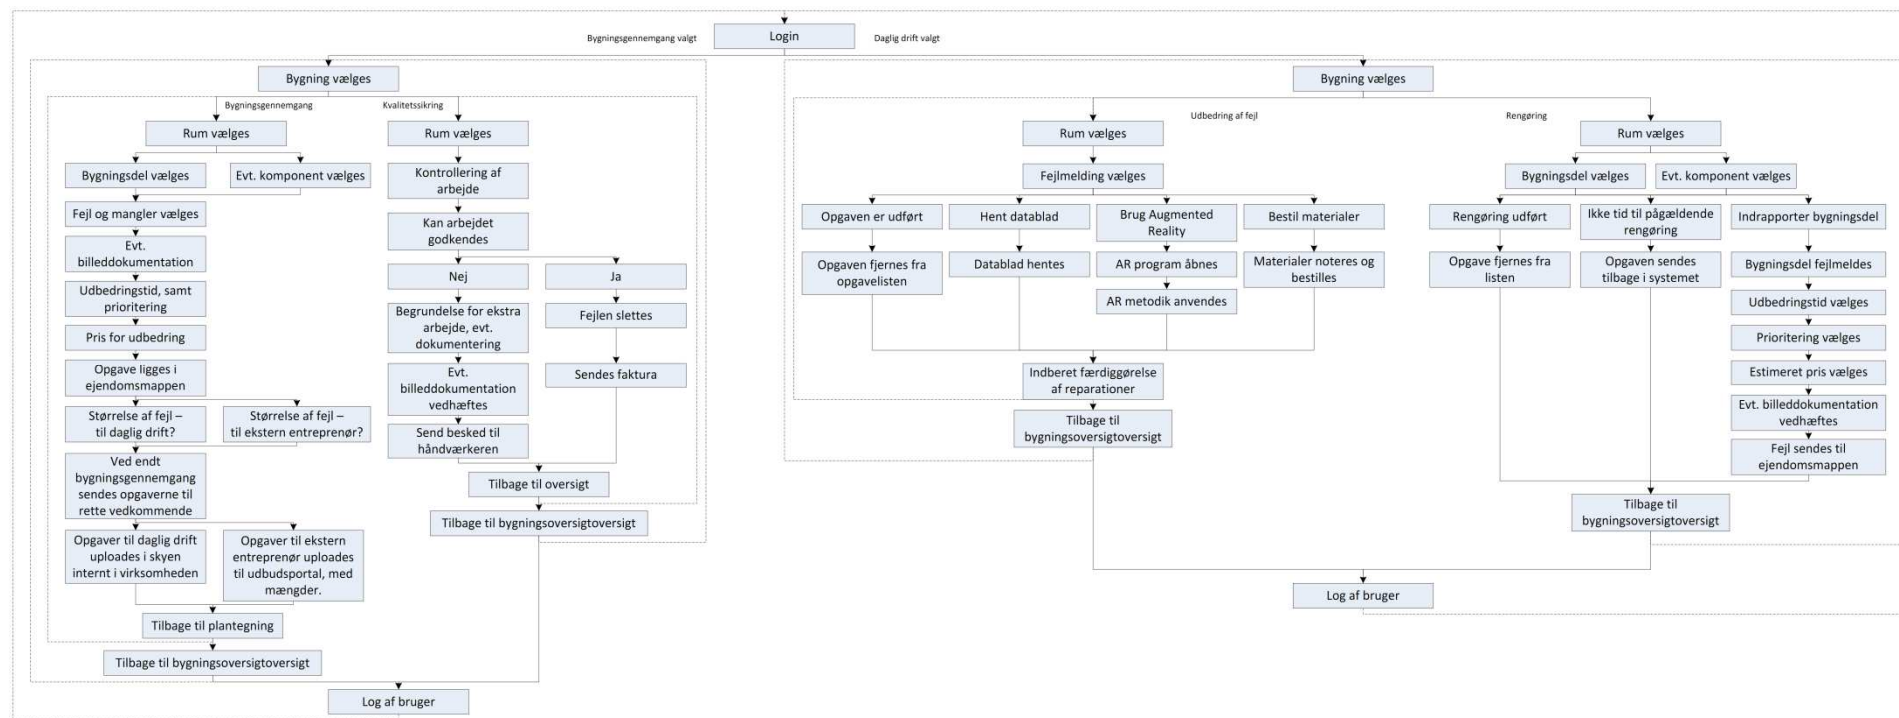 Login
Bygningsgennemgang valgt
Daglig drift valgt
Bygning vælges
Bygningsgennemgang
Kvalitetssikring
Rum vælges
Bygningsdel vælges
Evt. komponent vælges
Fejl og mangler vælges
Evt.
billeddokumentation
Udbedringstid, samt
prioritering
Pris for udbedring
Opgave ligges i
ejendomsmappen
Størrelse af fejl –
til daglig drift?
Størrelse af fejl –
til ekstern entreprenør?
Ved endt
bygningsgennemgang
sendes opgaverne til
rette vedkommende
Opgaver til daglig drift
uploades i skyen
internt i virksomheden
Opgaver til ekstern
entreprenør uploades
til udbudsportal, med
mængder.
Tilbage til plantegning
Tilbage til bygningsoversigtoversigt
Rum vælges
Kontrollering af
arbejde
Kan arbejdet
godkendes
Nej
Ja
Begrundelse for ekstra
arbejde, evt.
dokumentering
Fejlen slettes
Evt.
billeddokumentation
vedhæftes
Sendes faktura
Send besked til
håndværkeren
Tilbage til oversigt
Tilbage til bygningsoversigtoversigt
Log af bruger
Bygning vælges
Udbedring af fejl
Rengøring
Rum vælges
Fejlmelding vælges
Opgaven er udført
Hent datablad
Brug Augmented
Reality
Bestil materialer
Opgaven fjernes fra
opgavelisten
Datablad hentes
AR program åbnes
Materialer noteres og
bestilles
AR metodik anvendes
Indberet færdiggørelse
af reparationer
Tilbage til
bygningsoversigtoversigt
Rum vælges
Bygningsdel vælges
Evt. komponent vælges
Rengøring udført
Ikke tid til pågældende
rengøring
Indrapporter bygningsdel
Opgave fjernes fra
listen
Opgaven sendes
tilbage i systemet
Bygningsdel fejlmeldes
Udbedringstid vælges
Prioritering vælges
Estimeret pris vælges
Evt. billeddokumentation
vedhæftes
Fejl sendes til
ejendomsmappen
Tilbage til
bygningsoversigtoversigt
Log af bruger